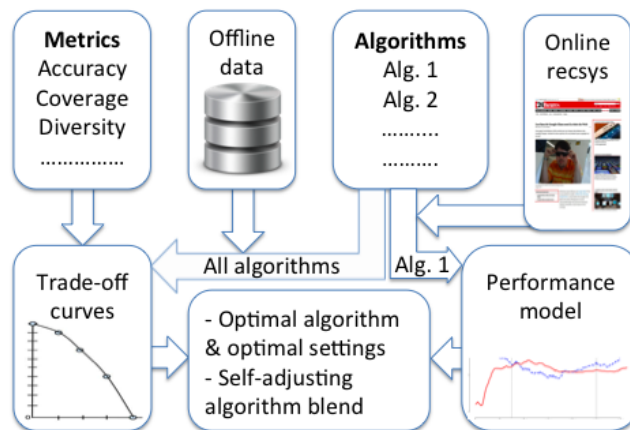 Metrics
Accuracy
Coverage
Diversity
……………
Offline
data
Algorithms
Alg. 1
Alg. 2
……….
……….
Online
recsys
All algorithms
Alg. 1
Trade-off
curves
- Optimal algorithm
& optimal settings
- Self-adjusting
algorithm blend
Performance
model